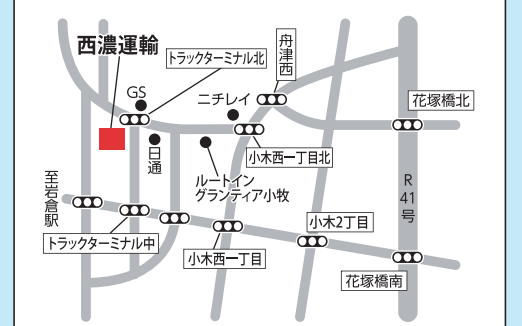 西濃運輸
トラックターミナル北
舟津西
GS
ニチレイ
花塚橋北
日通
小木西一丁目北
ルートイン
グランティア小牧
至岩倉駅
R
41
号
トラックターミナル中
小木西一丁目
小木2丁目
花塚橋南